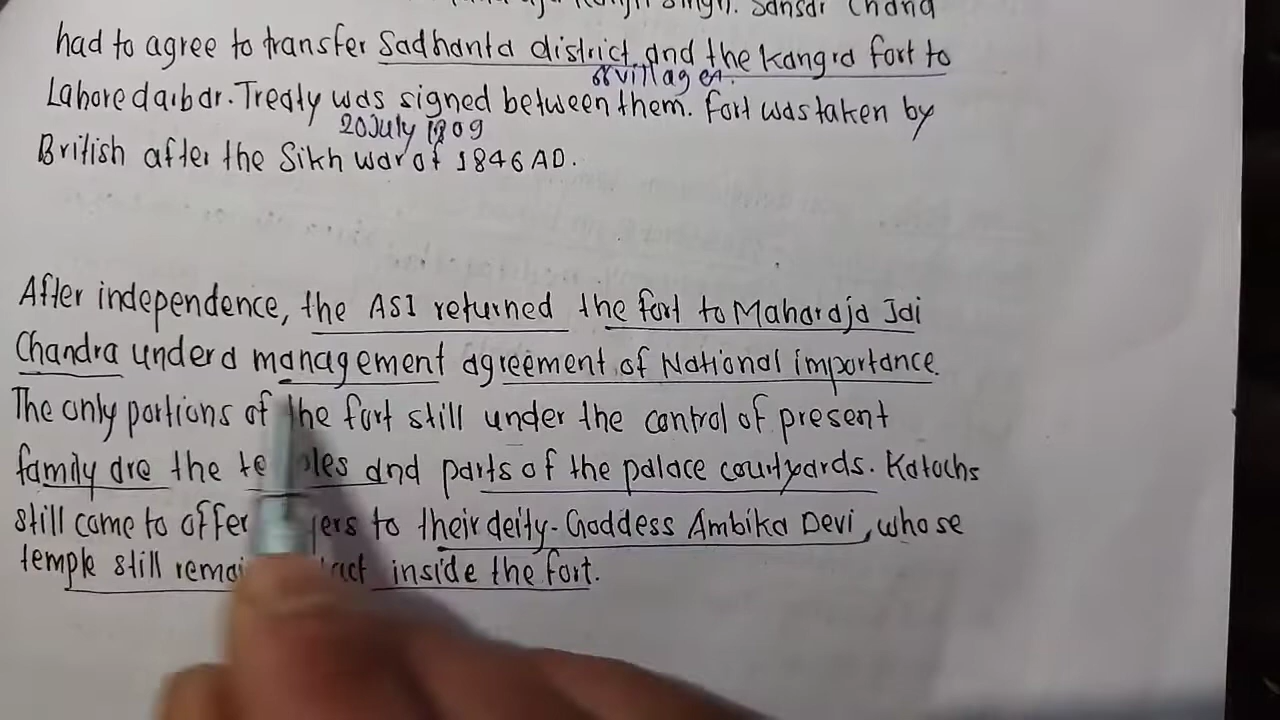 Singh. Sansar Chand
had to agree to transfer Sadhanta district and the Kangra fort to
66 villages.
Lahore darbar. Treaty was signed between them. Fort was taken by
20 July 1809
British after the Sikh war of 1846 AD.
After independence, the ASI returned the fort to Maharaja Jai
Chandra under a management agreement of National importance.
The only portions of the fort still under the control of present
family are the and parts of the palace courtyards. Katochs
still come to offer to their deity- Goddess Ambika Devi, whose
temple still inside the fort.